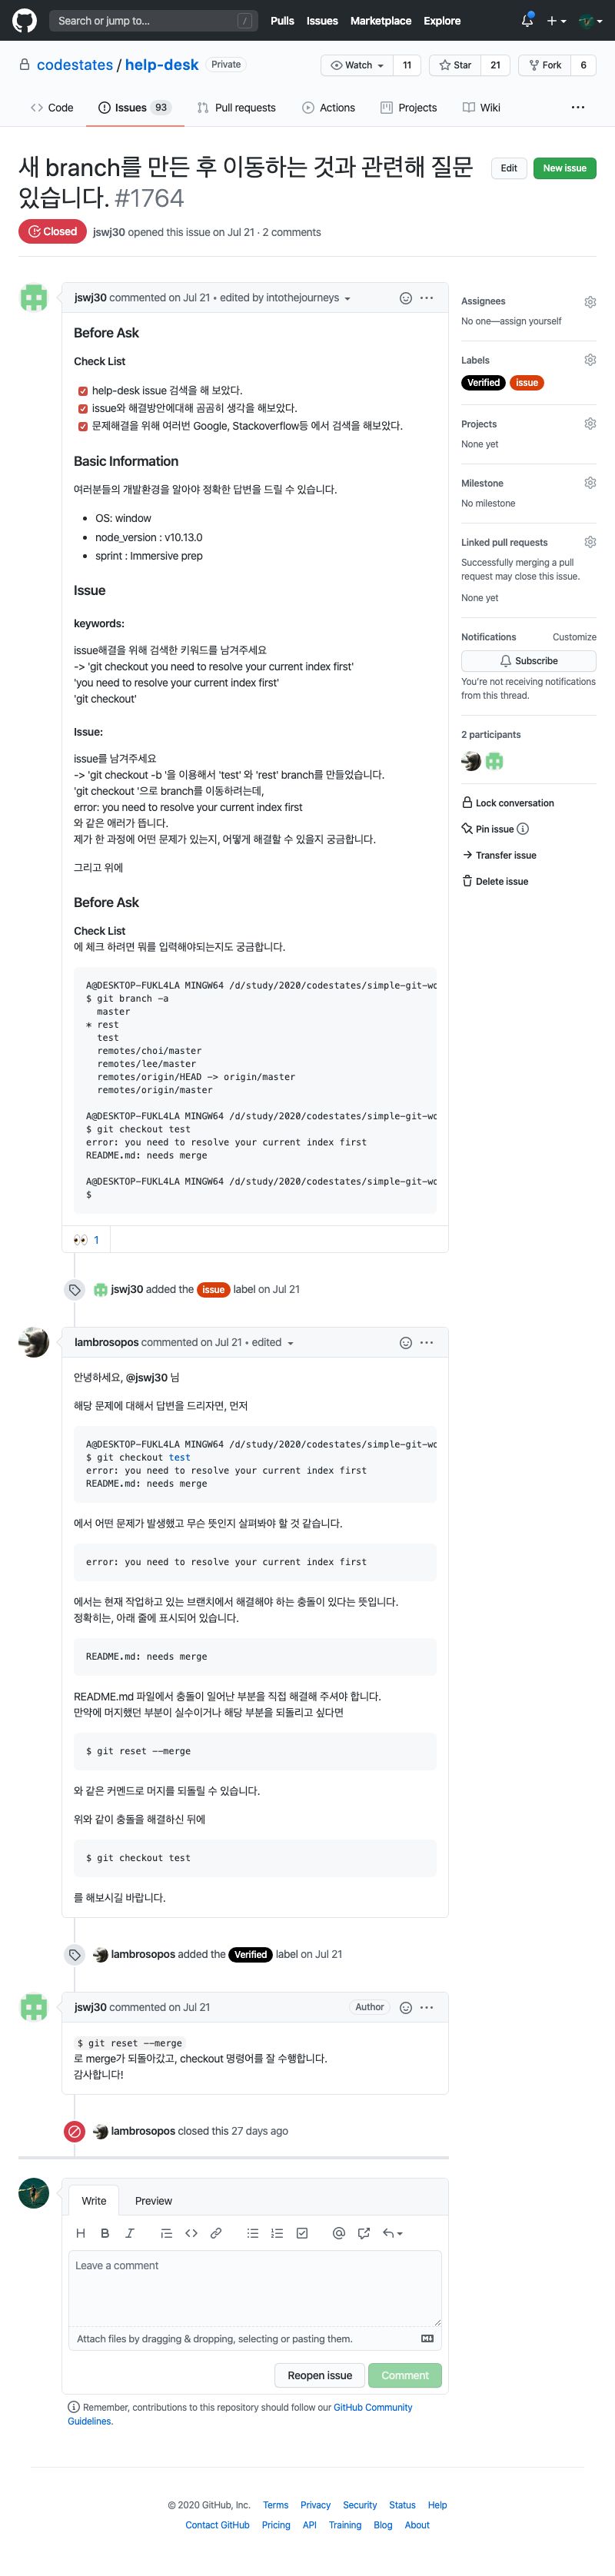 Search or jump to...
/
Pulls Issues Marketplace Explore
codestates / help-desk Private
Watch 11 Star 21 Fork 6
Code Issues 93 Pull requests Actions Projects Wiki
새 branch를 만든 후 이동하는 것과 관련해 질문
있습니다. #1764
Edit New issue
Closed jswj30 opened this issue on Jul 21 · 2 comments
jswj30 commented on Jul 21 • edited by intothejourneys
Before Ask
Check List
help-desk issue 검색을 해 보았다.
issue와 해결방안에대해 곰곰히 생각을 해보았다.
문제해결을 위해 여러번 Google, Stackoverflow등 에서 검색을 해보았다.
Basic Information
여러분들의 개발환경을 알아야 정확한 답변을 드릴 수 있습니다.
• OS: window
• node_version : v10.13.0
• sprint : Immersive prep
Issue
keywords:
issue해결을 위해 검색한 키워드를 남겨주세요
-> 'git checkout you need to resolve your current index first'
'you need to resolve your current index first'
'git checkout'
Issue:
issue를 남겨주세요
-> 'git checkout -b '을 이용해서 'test' 와 'rest' branch를 만들었습니다.
'git checkout '으로 branch를 이동하려는데,
error: you need to resolve your current index first
와 같은 애러가 뜹니다.
제가 한 과정에 어떤 문제가 있는지, 어떻게 해결할 수 있을지 궁금합니다.
그리고 위에
Before Ask
Check List
에 체크 하려면 뭐를 입력해야되는지도 궁금합니다.
A@DESKTOP-FUKL4LA MINGW64 /d/study/2020/codestates/simple-git-wo
$ git branch -a
master
* rest
test
remotes/choi/master
remotes/lee/master
remotes/origin/HEAD -> origin/master
remotes/origin/master
A@DESKTOP-FUKL4LA MINGW64 /d/study/2020/codestates/simple-git-wo
$ git checkout test
error: you need to resolve your current index first
README.md: needs merge
A@DESKTOP-FUKL4LA MINGW64 /d/study/2020/codestates/simple-git-wo
$
👀 1
jswj30 added the issue label on Jul 21
lambrosopos commented on Jul 21 • edited
안녕하세요, @jswj30 님
해당 문제에 대해서 답변을 드리자면, 먼저
A@DESKTOP-FUKL4LA MINGW64 /d/study/2020/codestates/simple-git-wo
$ git checkout test
error: you need to resolve your current index first
README.md: needs merge
에서 어떤 문제가 발생했고 무슨 뜻인지 살펴봐야 할 것 같습니다.
error: you need to resolve your current index first
에서는 현재 작업하고 있는 브랜치에서 해결해야 하는 충돌이 있다는 뜻입니다.
정확히는, 아래 줄에 표시되어 있습니다.
README.md: needs merge
README.md 파일에서 충돌이 일어난 부분을 직접 해결해 주셔야 합니다.
만약에 머지했던 부분이 실수이거나 해당 부분을 되돌리고 싶다면
$ git reset --merge
와 같은 커멘드로 머지를 되돌릴 수 있습니다.
위와 같이 충돌을 해결하신 뒤에
$ git checkout test
를 해보시길 바랍니다.
lambrosopos added the Verified label on Jul 21
jswj30 commented on Jul 21 Author
$ git reset --merge
로 merge가 되돌아갔고, checkout 명령어를 잘 수행합니다.
감사합니다!
lambrosopos closed this 27 days ago
Write Preview
Leave a comment
Attach files by dragging & dropping, selecting or pasting them.
Reopen issue Comment
Remember, contributions to this repository should follow our GitHub Community
Guidelines.
Assignees
No one—assign yourself
Labels
Verified issue
Projects
None yet
Milestone
No milestone
Linked pull requests
Successfully merging a pull
request may close this issue.
None yet
Notifications Customize
Subscribe
You're not receiving notifications
from this thread.
2 participants
Lock conversation
Pin issue
Transfer issue
Delete issue
© 2020 GitHub, Inc. Terms Privacy Security Status Help
Contact GitHub Pricing API Training Blog About